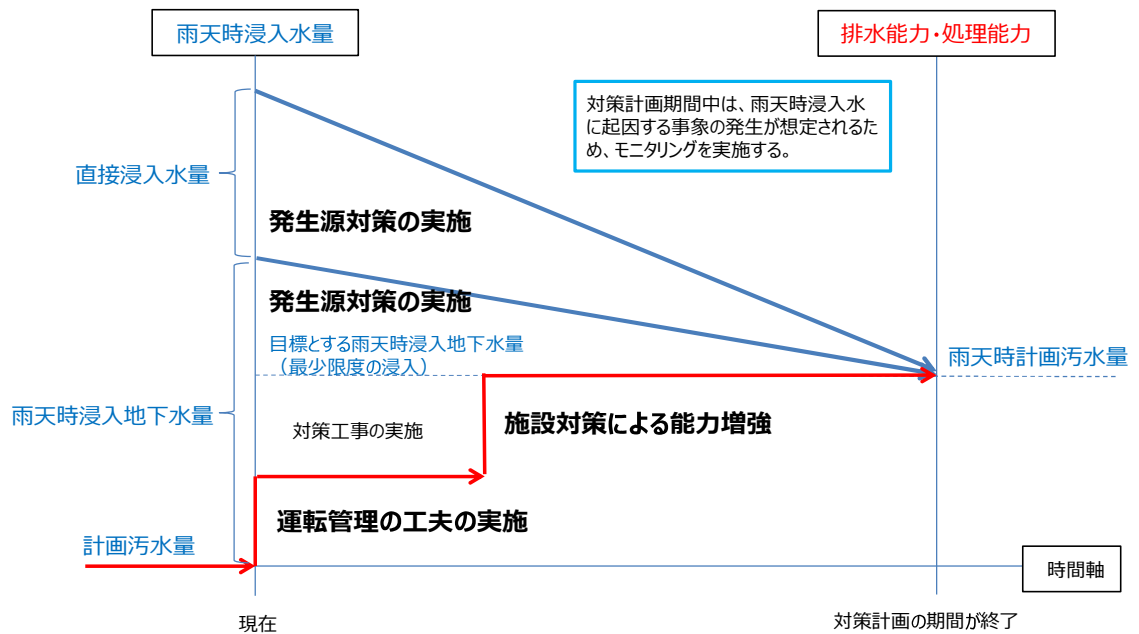 雨天時浸入水量
排水能力・処理能力
対策計画期間中は、雨天時浸入水
に起因する事象の発生が想定されるた
め、モニタリングを実施する。
直接浸入水量
発生源対策の実施
発生源対策の実施
目標とする雨天時浸入地下水量
（最少限度の浸入）
雨天時計画汚水量
雨天時浸入地下水量
対策工事の実施
施設対策による能力増強
運転管理の工夫の実施
計画汚水量
時間軸
現在
対策計画の期間が終了